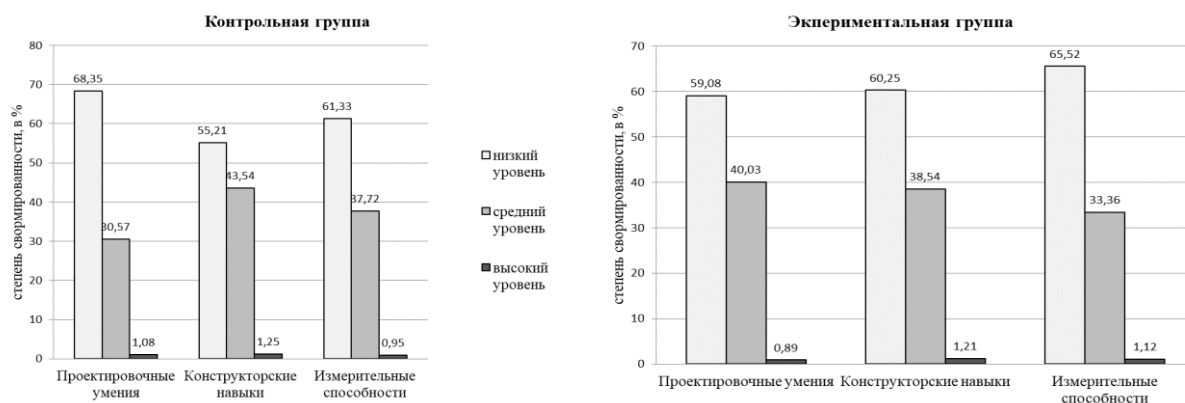 Контрольная группа
степень свормированности, в %
80
70
60
50
40
30
20
10
0
68,35
30,57
1,08
55,21
43,54
1,25
61,33
37,72
0,95
Проектировочные
умения
Конструкторские
навыки
Измерительные
способности
низкий
уровень
средний
уровень
высокий
уровень
Экпериментальная группа
степень свормированности, в %
70
60
50
40
30
20
10
0
59,08
40,03
0,89
60,25
38,54
1,21
65,52
33,36
1,12
Проектировочные умения
Конструкторские навыки
Измерительные
способности